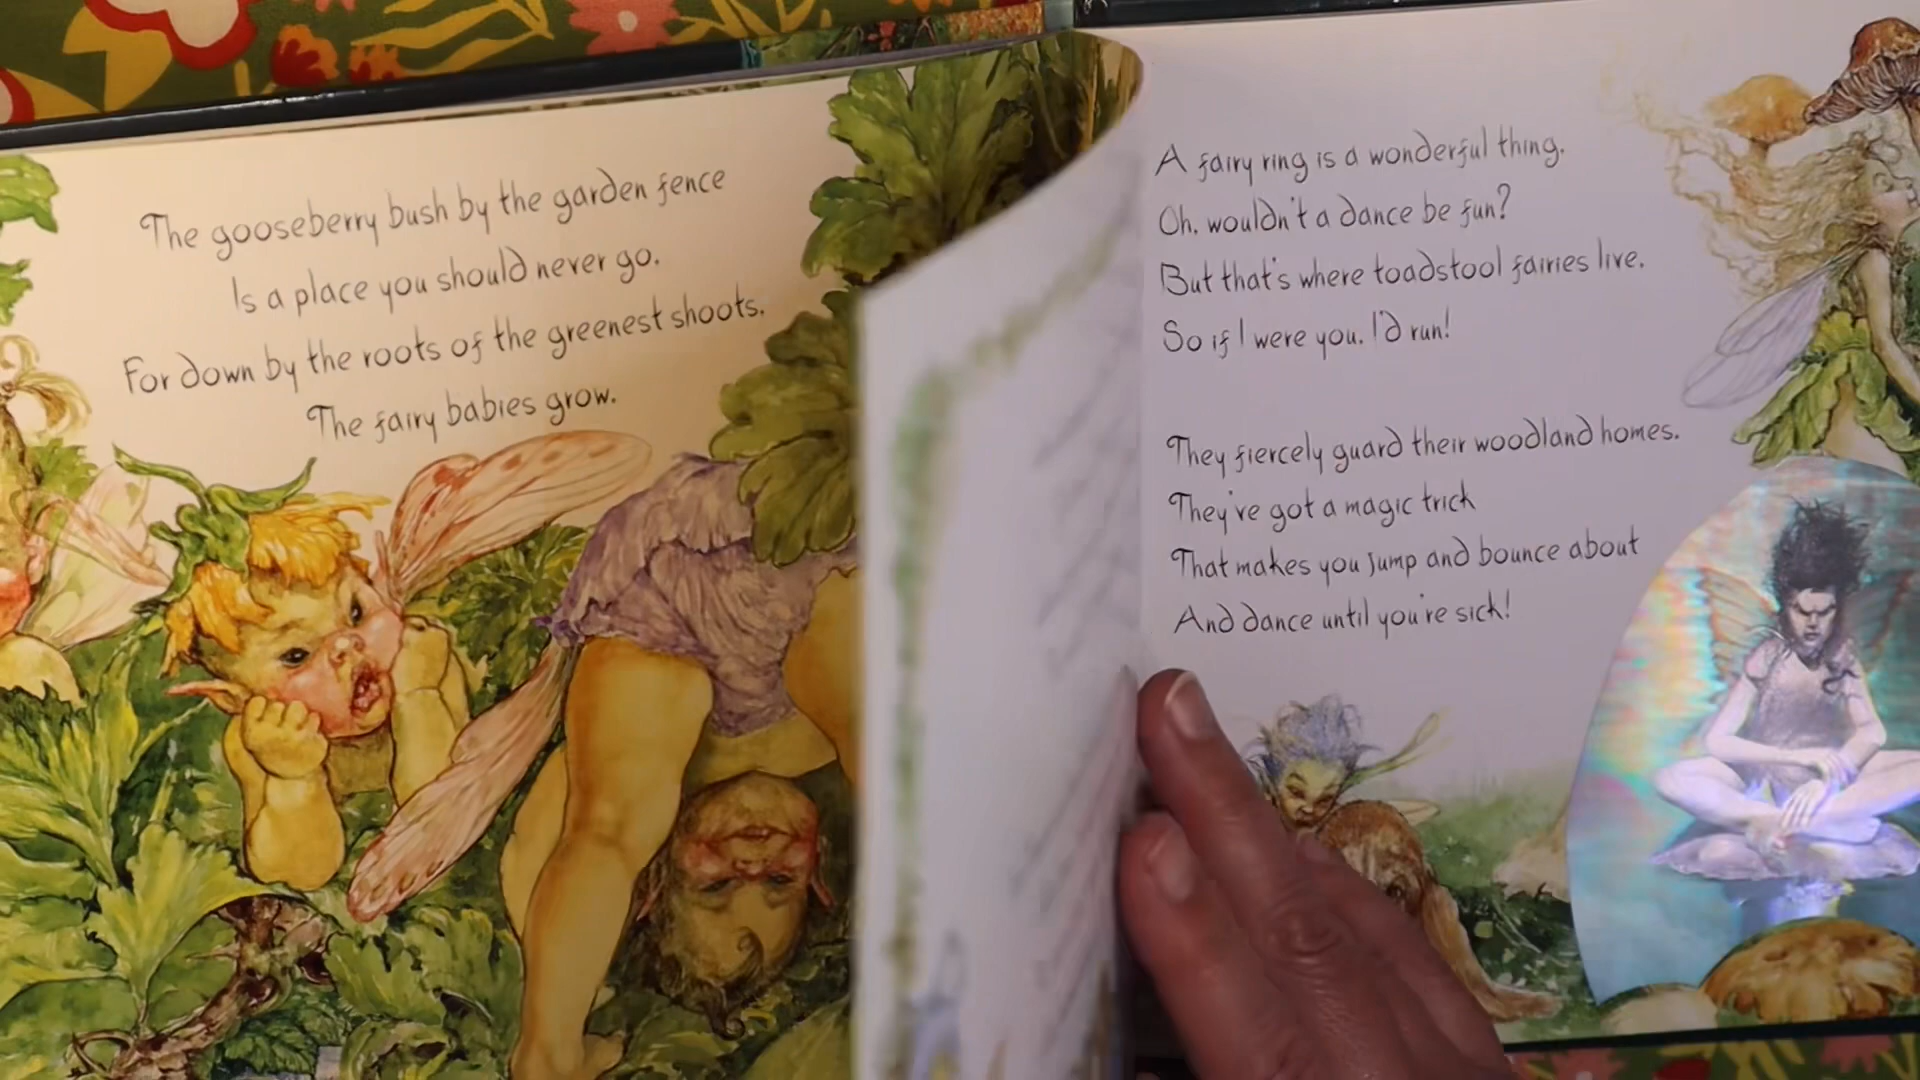 The gooseberry bush by the garden fence
Is a place you should never go.
For down by the roots of the greenest shoots,
The fairy babies grow.
A fairy ring is a wonderful thing.
Oh, wouldn't a dance be fun?
But that's where toadstool fairies live,
So if I were you, I'd run!
They fiercely guard their woodland homes.
They've got a magic trick
That makes you jump and bounce about
And dance until you're sick!